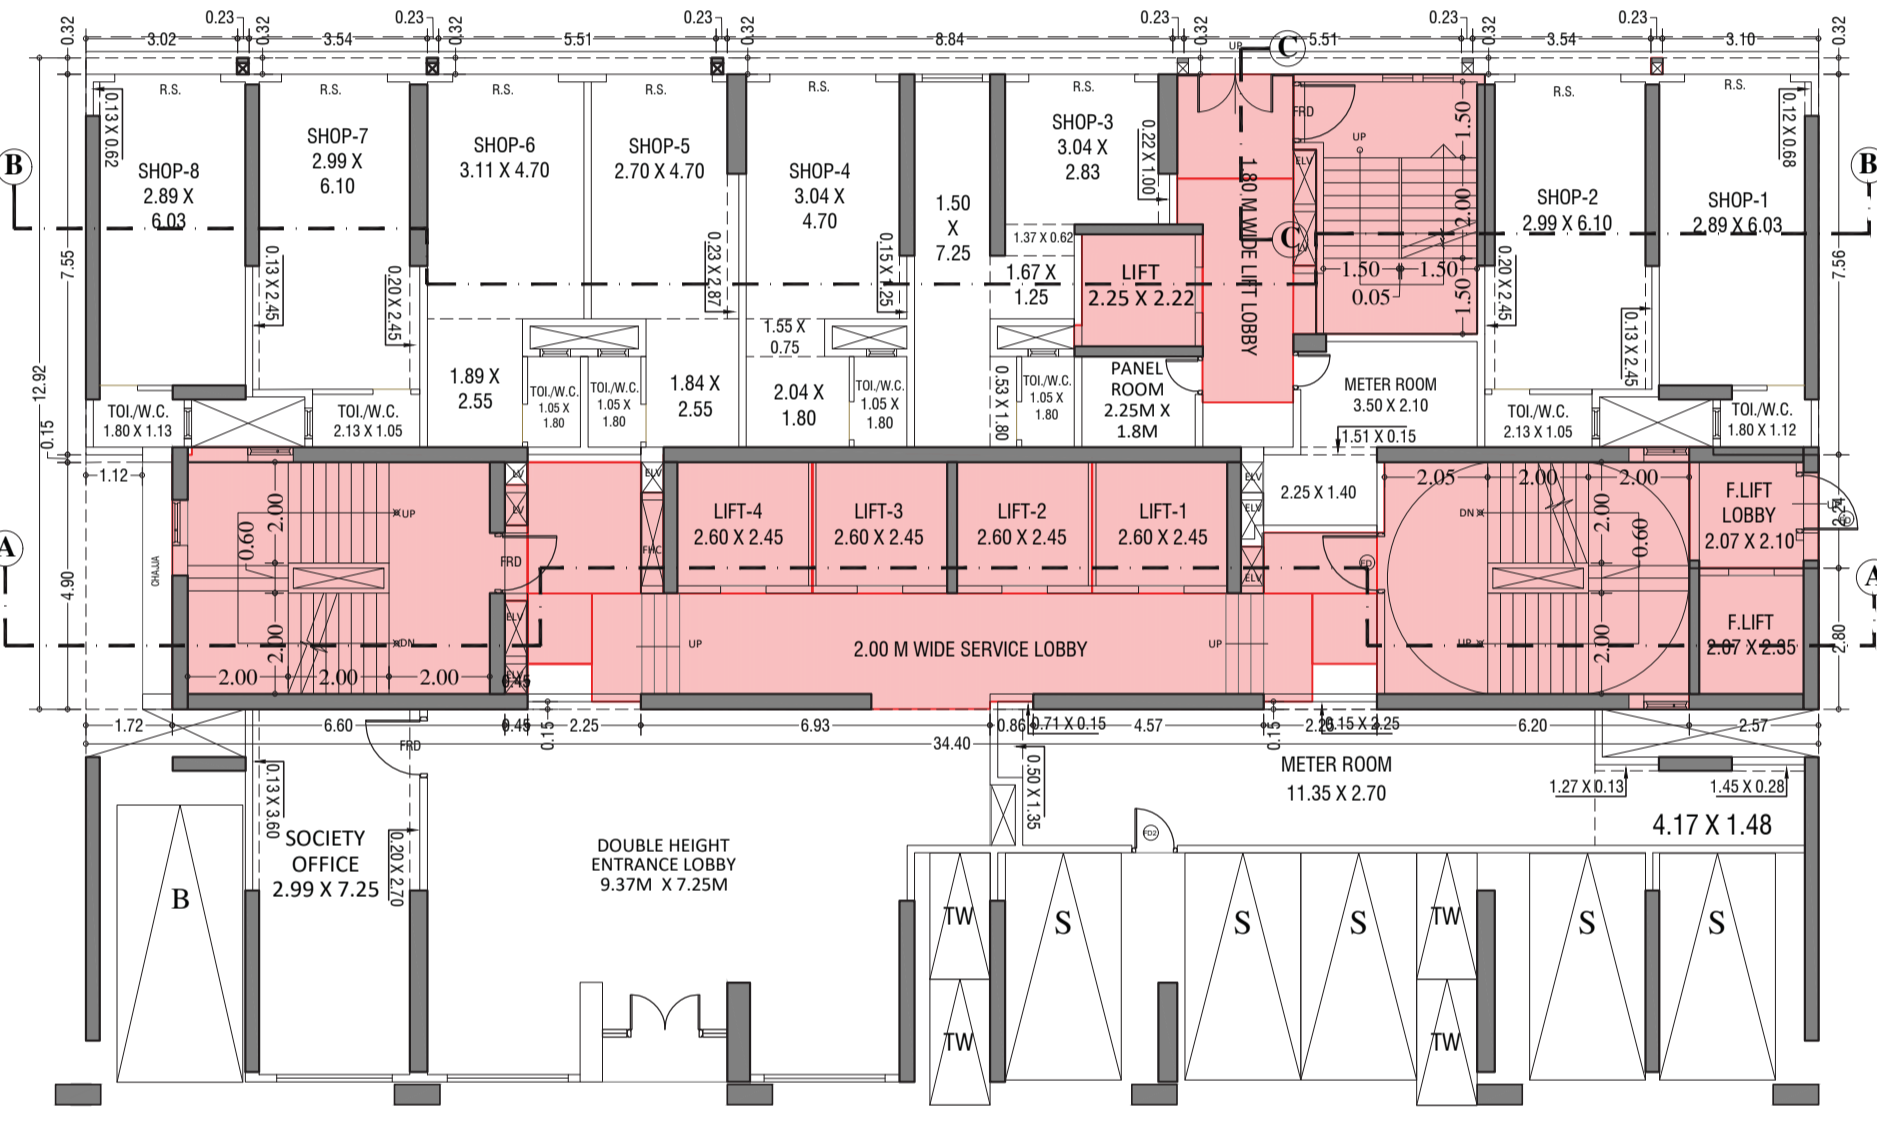 0.32
0.23
0.32
0.23
0.32
0.23
0.32
0.23
0.32
0.23
0.32
0.23
0.32
3.02
3.54
5.51
8.84
5.51
3.54
3.10
UP
C
R.S.
R.S.
R.S.
R.S.
R.S.
R.S.
R.S.
0.13 X 0.62
SHOP-8
2.89 X
6.03
SHOP-7
2.99 X
6.10
SHOP-6
3.11 X 4.70
SHOP-5
2.70 X 4.70
SHOP-4
3.04 X
4.70
1.50
X
7.25
SHOP-3
3.04 X
2.83
0.22 X 1.00
FRD
UP
ELV
1.50
2.00
1.50
SHOP-2
2.99 X 6.10
SHOP-1
2.89 X 6.03
0.12 X 0.68
B
B
7.55
12.92
0.15
4.90
7.56
0.13 X 2.45
0.20 X 2.45
0.23 X 2.87
0.15 X 1.25
1.37 X 0.62
1.67 X
1.25
LIFT
2.25 X 2.22
1.80 M WIDE LIFT LOBBY
C
LV
1.50
1.50
0.05
0.20 X 2.45
0.13 X 2.45
1.55 X
0.75
1.89 X
2.55
TOI./W.C.
1.05 X
1.80
TOI./W.C.
1.05 X
1.80
1.84 X
2.55
2.04 X
1.80
TOI./W.C.
1.05 X
1.80
0.53 X 1.80
TOI./W.C.
1.05 X
1.80
PANEL
ROOM
2.25M X
1.8M
METER ROOM
3.50 X 2.10
1.51 X 0.15
TOI./W.C.
1.80 X 1.13
TOI./W.C.
2.13 X 1.05
TOI./W.C.
2.13 X 1.05
TOI./W.C.
1.80 X 1.12
1.12
CHAJJA
2.00
0.60
2.00
UP
DN
2.00
2.00
2.00
LV
LV
FRD
ELV
ELV
0.45
ELV
FHC
LIFT-4
2.60 X 2.45
LIFT-3
2.60 X 2.45
LIFT-2
2.60 X 2.45
LIFT-1
2.60 X 2.45
ELV
ELV
ELV
2.25 X 1.40
FD
2.05
2.00
2.00
DN
UP
2.00
0.60
2.00
F.LIFT
LOBBY
2.07 X 2.10
F.LIFT
2.07 X 2.35
2.24
2.80
A
A
UP
2.00 M WIDE SERVICE LOBBY
UP
1.72
6.60
0.45
2.25
0.15
6.93
0.86
0.71 X 0.15
4.57
0.15
0.15 X 2.25
6.20
2.57
34.40
FRD
0.13 X 3.60
SOCIETY
OFFICE
2.99 X 7.25
0.20 X 2.70
DOUBLE HEIGHT
ENTRANCE LOBBY
9.37M X 7.25M
0.50 X 1.35
METER ROOM
11.35 X 2.70
FD2
1.27 X 0.13
1.45 X 0.28
4.17 X 1.48
B
TW
S
S
S
TW
S
S
TW
TW